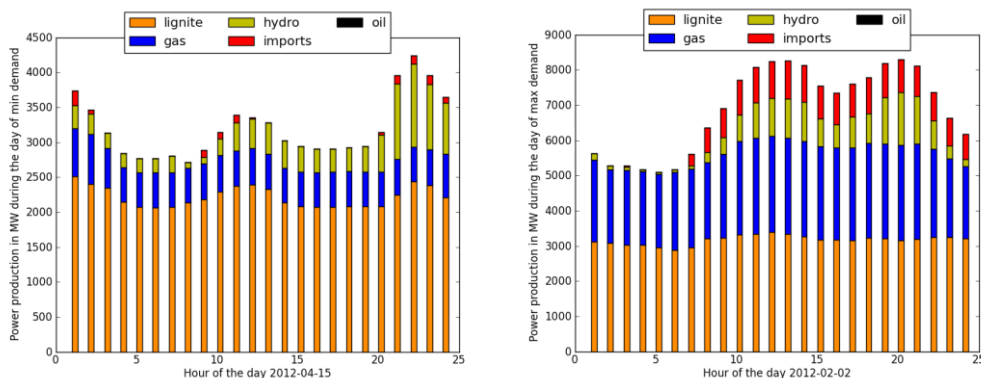 lignite hydro oil
gas imports
Power production in MW during the day of min demand
4500
4000
3500
3000
2500
2000
1500
1000
500
0
0 5 10 15 20 25
Hour of the day 2012-04-15
lignite hydro oil
gas imports
Power production in MW during the day of max demand
9000
8000
7000
6000
5000
4000
3000
2000
1000
0
0 5 10 15 20 25
Hour of the day 2012-02-02